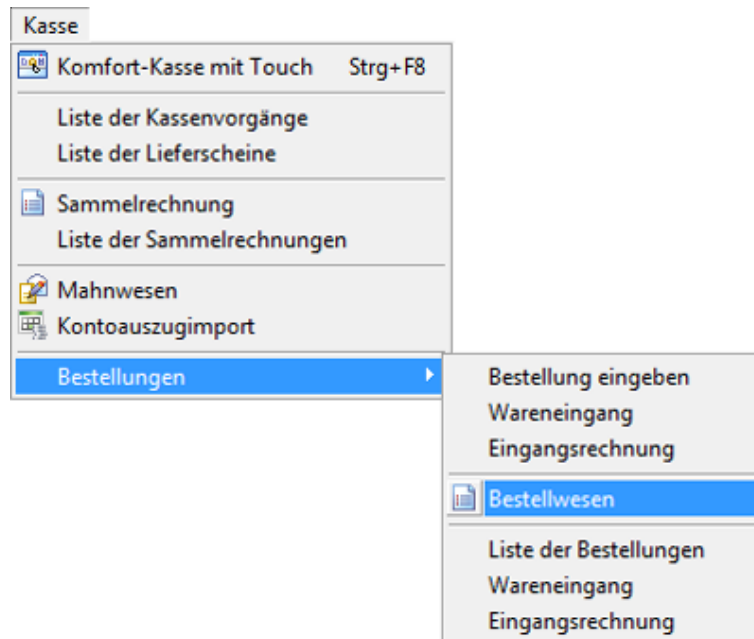 Kasse
Komfort-Kasse mit Touch Strg+F8
Liste der Kassenvorgänge
Liste der Lieferscheine
Sammelrechnung
Liste der Sammelrechnungen
Mahnwesen
Kontoauszugimport
Bestellungen
Bestellung eingeben
Wareneingang
Eingangsrechnung
Bestellwesen
Liste der Bestellungen
Wareneingang
Eingangsrechnung